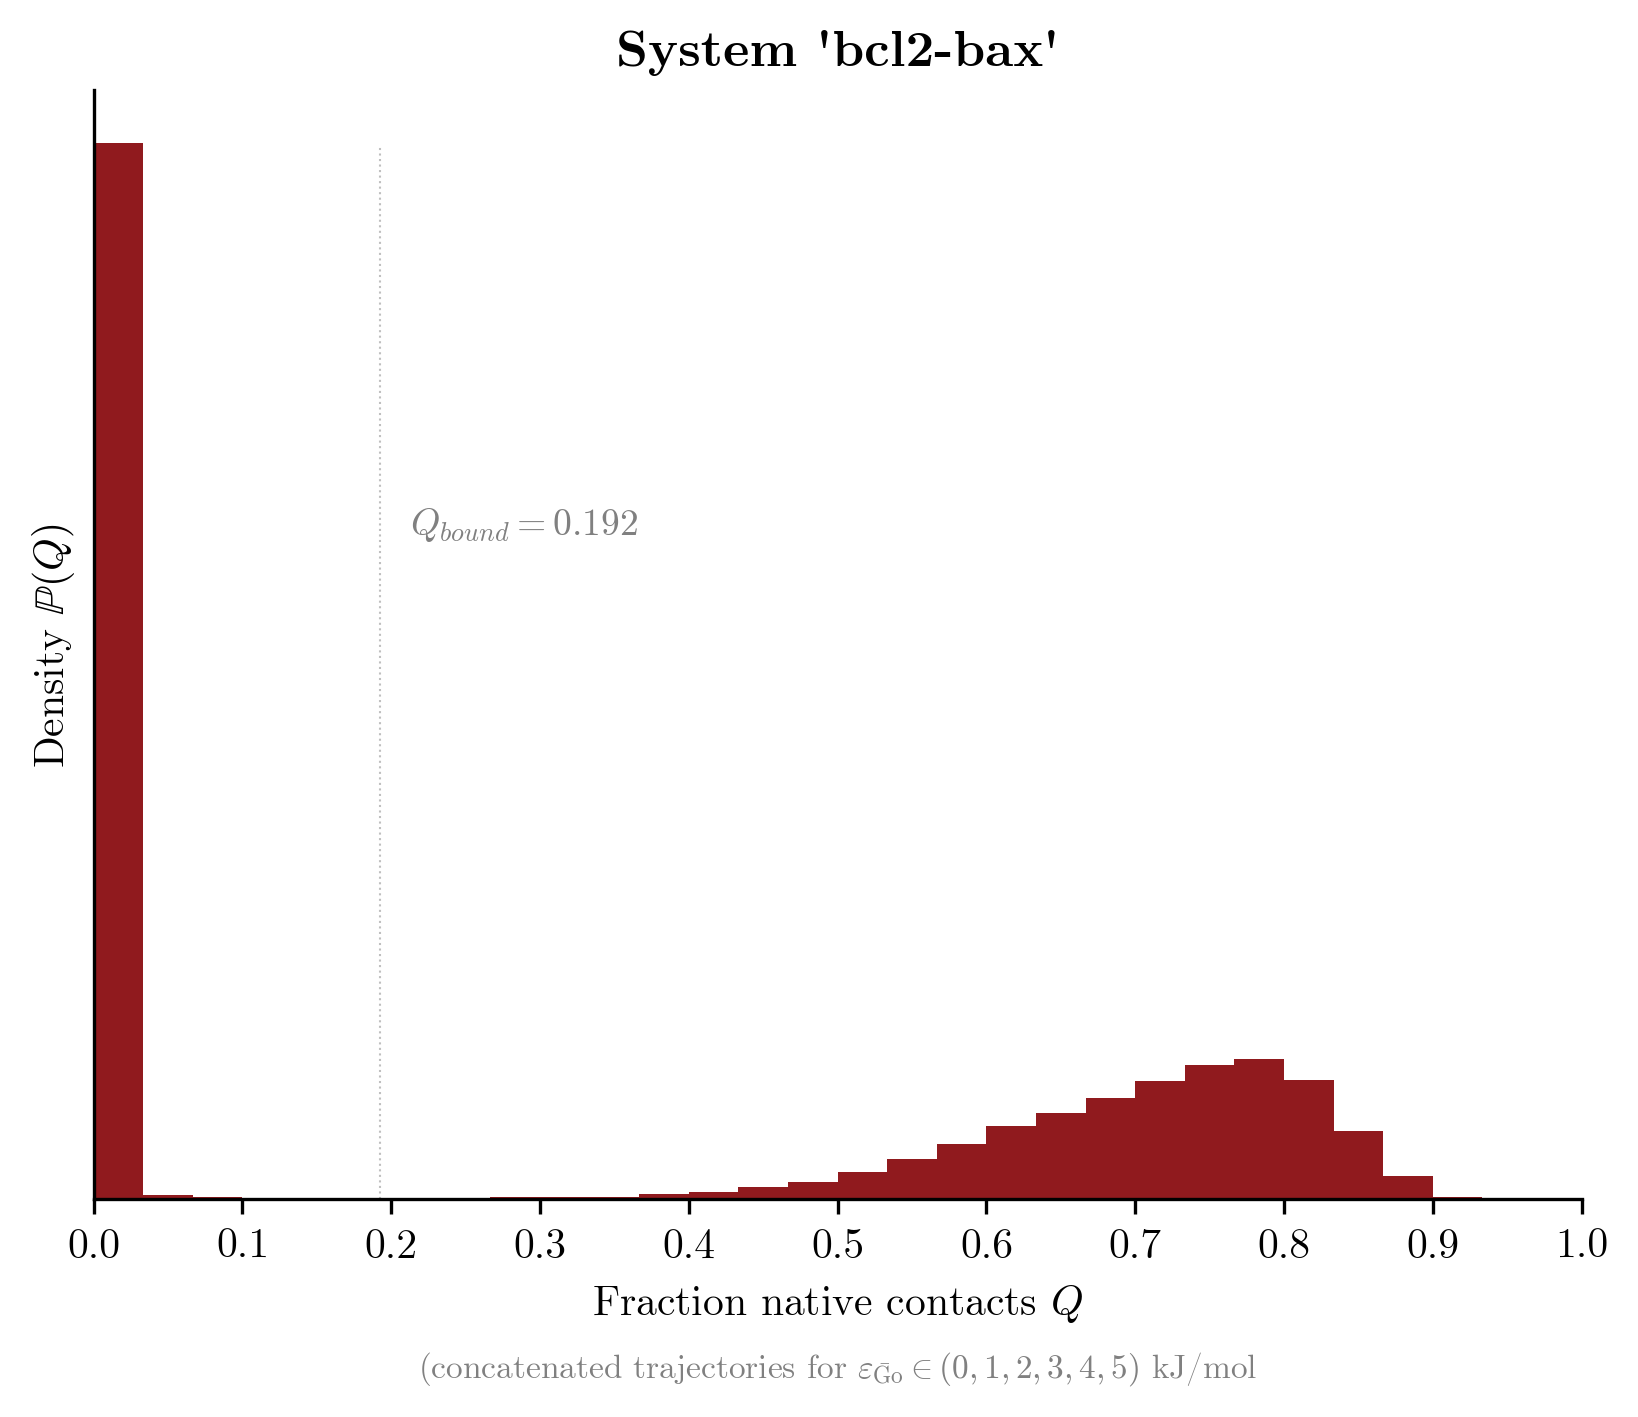 System 'bcl2-bax'
Density ℙ(Q)
Q_{bound} = 0.192
0.0 0.1 0.2 0.3 0.4 0.5 0.6 0.7 0.8 0.9 1.0
Fraction native contacts Q
(concatenated trajectories for ε_{Ḡo} ∈ (0, 1, 2, 3, 4, 5) kJ/mol